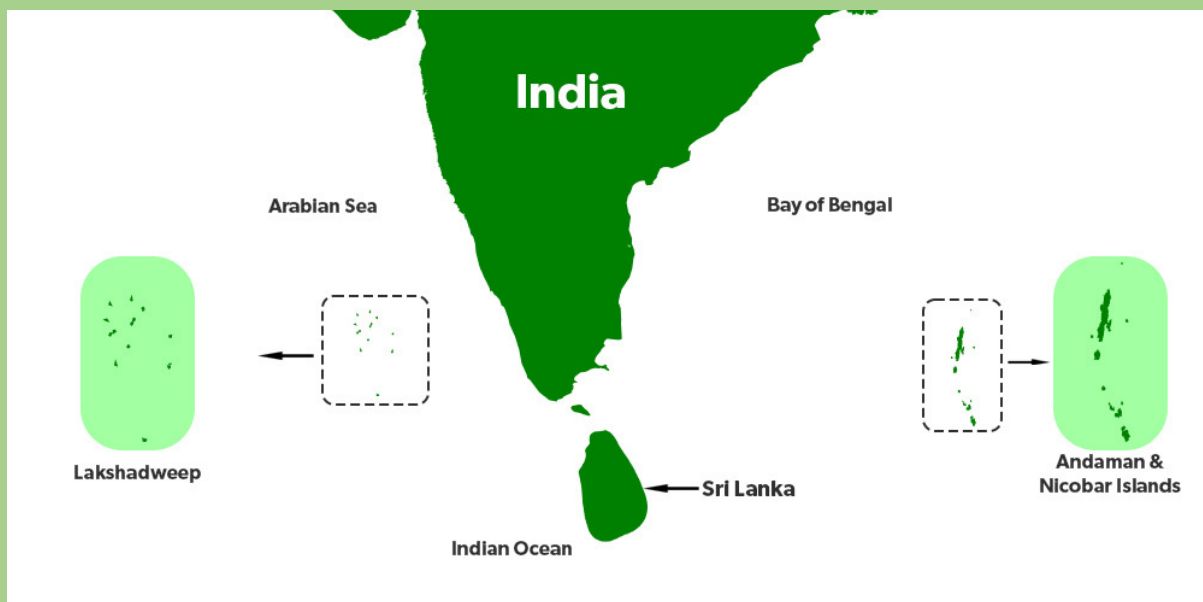 India
Arabian Sea
Bay of Bengal
Lakshadweep
Andaman &
Nicobar Islands
Sri Lanka
Indian Ocean